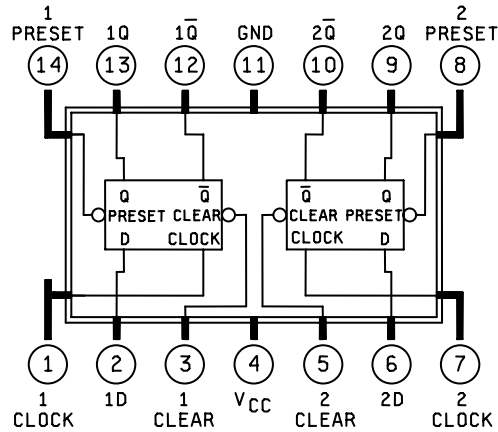 1 2
PRESET 1Q 1Q̅ GND 2Q̅ 2Q PRESET
14 13 12 11 10 9 8
Q Q̅ Q̅ Q
PRESET CLEAR CLEAR PRESET
D CLOCK CLOCK D
1 2 3 4 5 6 7
1 1D 1 VCC 2 2D 2
CLOCK CLEAR CLEAR CLOCK